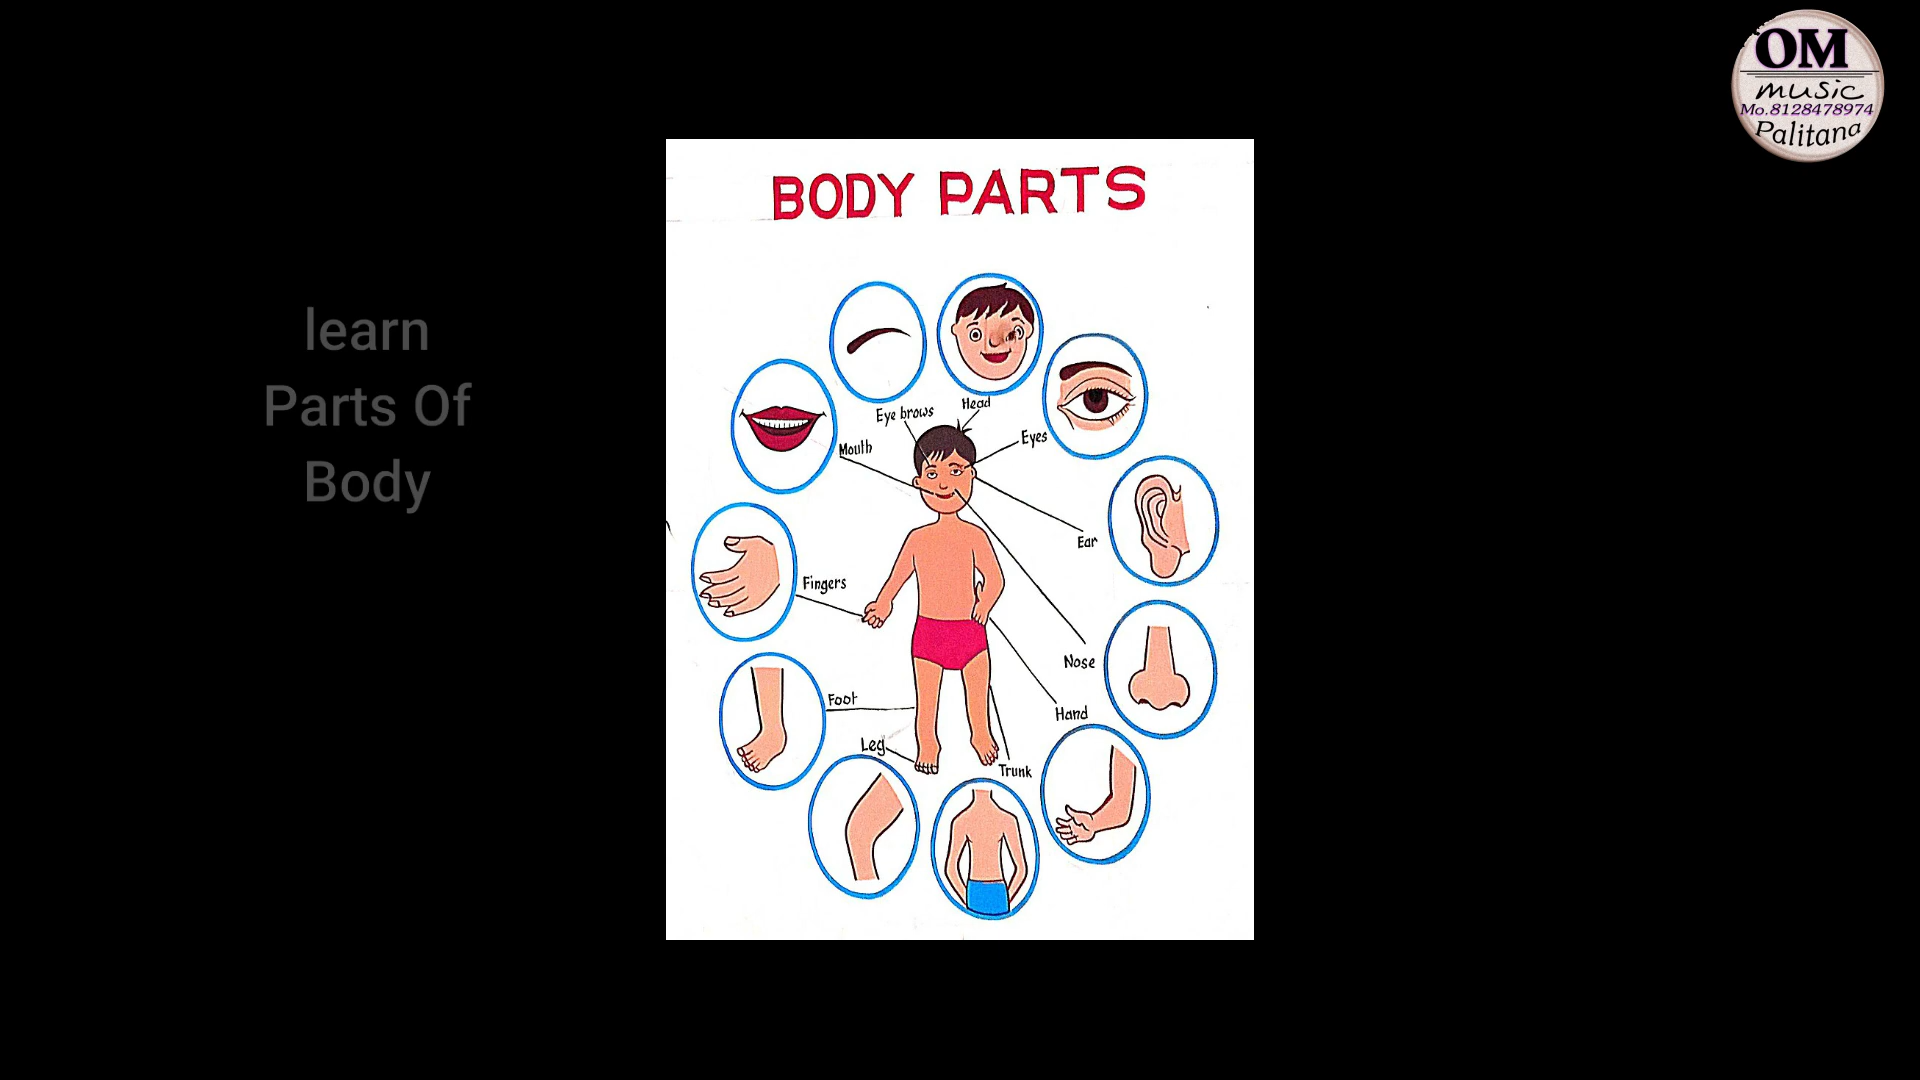 OM
music
Mo.8128478974
Palitana
BODY PARTS
learn
Parts Of
Body
Eye brows
Head
Mouth
Eyes
Ear
Fingers
Nose
Foot
Hand
Leg
Trunk